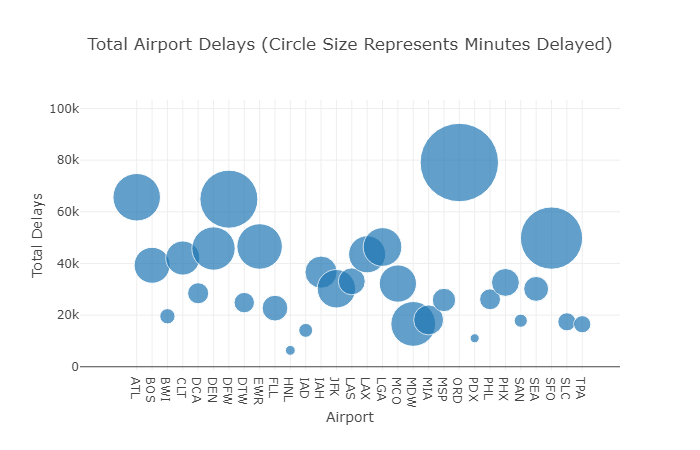 Total Airport Delays (Circle Size Represents Minutes Delayed)
100k
80k
60k
40k
20k
0
Total Delays
ATL
BOS
BWI
CLT
DCA
DEN
DFW
DTW
EWR
FLL
HNL
IAD
IAH
JFK
LAS
LAX
LGA
MCO
MDW
MIA
MSP
ORD
PDX
PHL
PHX
SAN
SEA
SFO
SLC
TPA
Airport